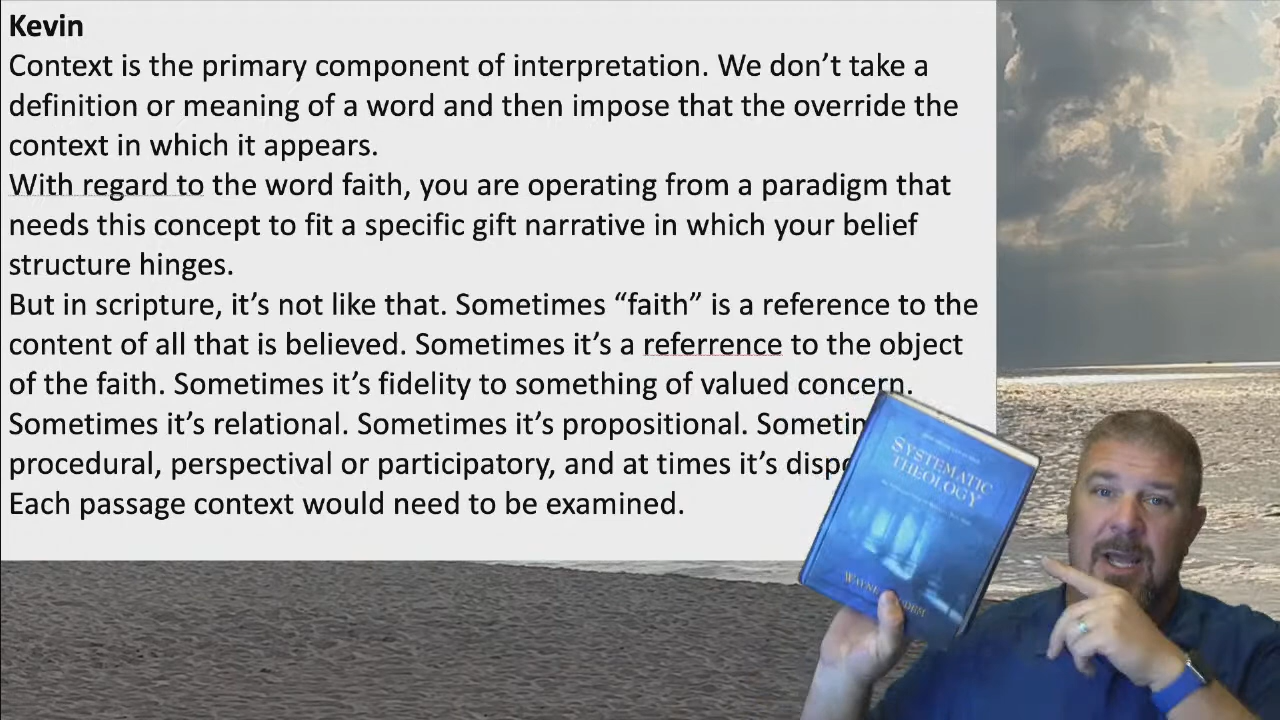 Kevin
Context is the primary component of interpretation. We don’t take a
definition or meaning of a word and then impose that the override the
context in which it appears.
With regard to the word faith, you are operating from a paradigm that
needs this concept to fit a specific gift narrative in which your belief
structure hinges.
But in scripture, it’s not like that. Sometimes “faith” is a reference to the
content of all that is believed. Sometimes it’s a referrence to the object
of the faith. Sometimes it’s fidelity to something of valued concern.
Sometimes it’s relational. Sometimes it’s propositional.
procedural, perspectival or participatory, and at times it’s
Each passage context would need to be examined.
SYSTEMATIC
THEOLOGY
WAYNE